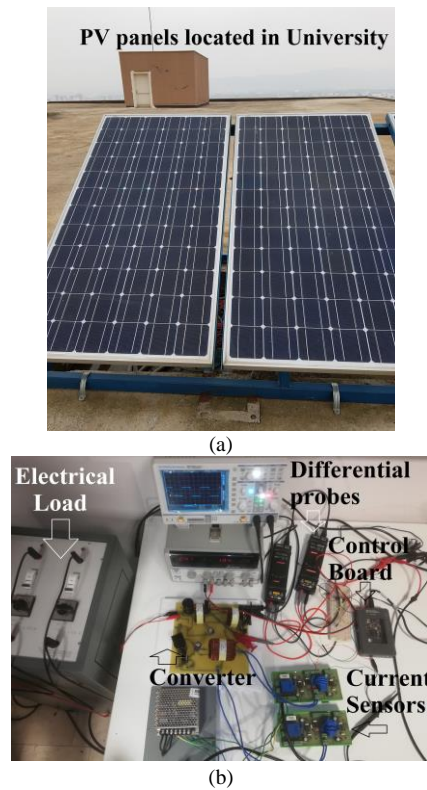 PV panels located in University
(a)
Electrical
Load
Differential
probes
Control
Board
Converter
Current
Sensors
(b)